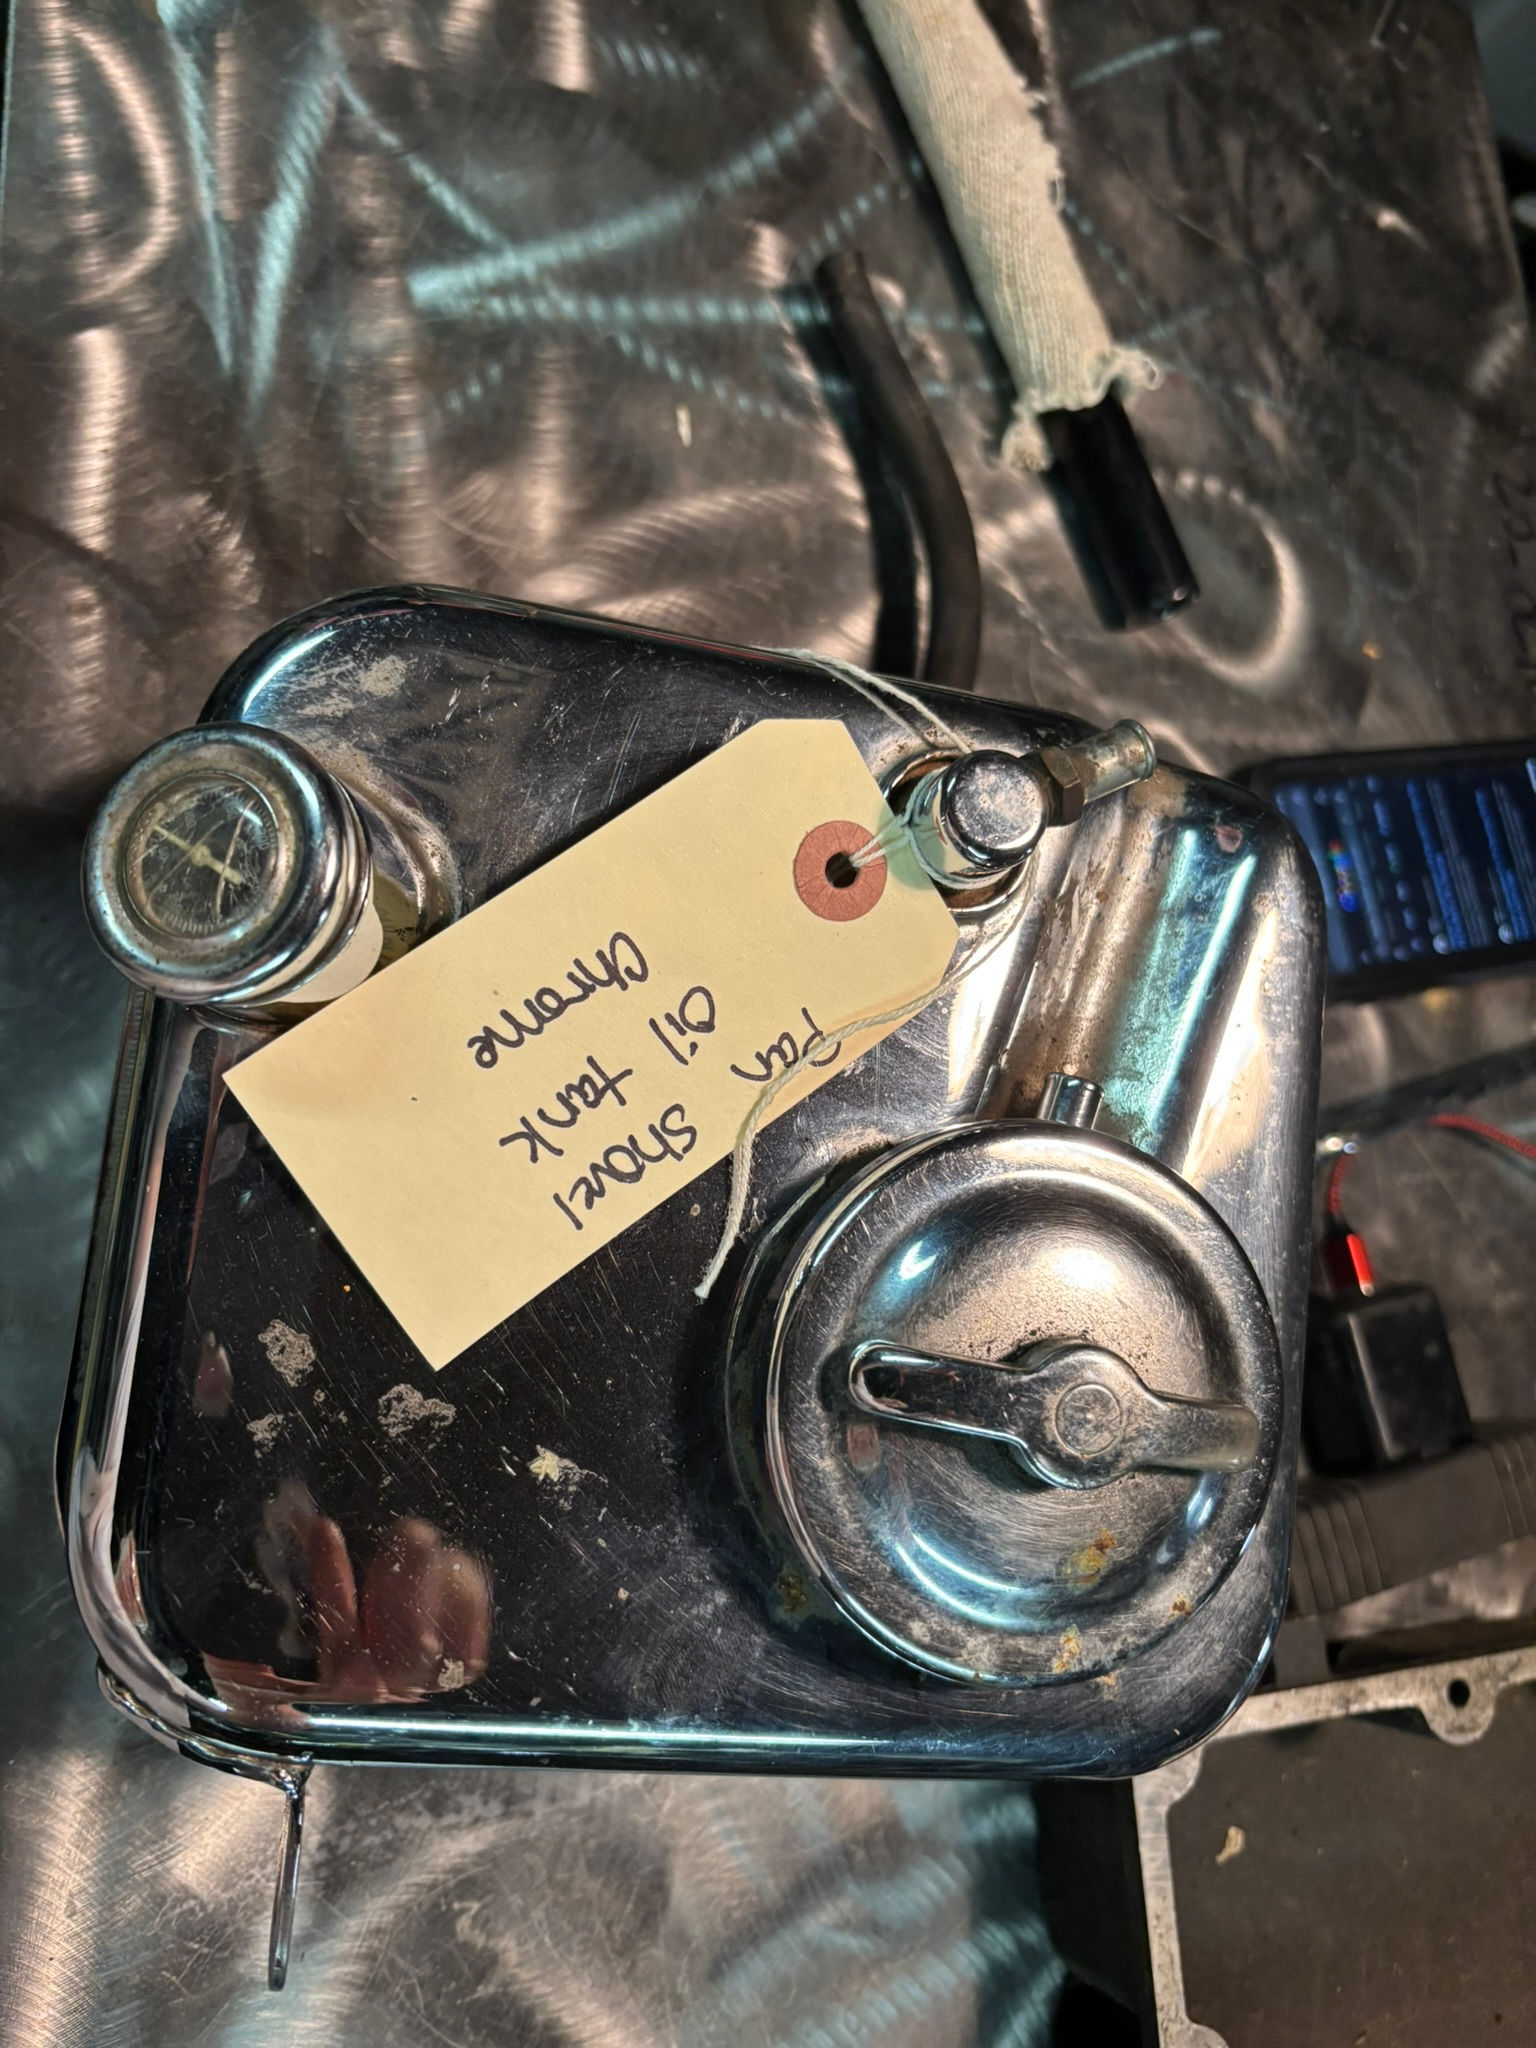 Pan Shovel
Oil tank
Chrome